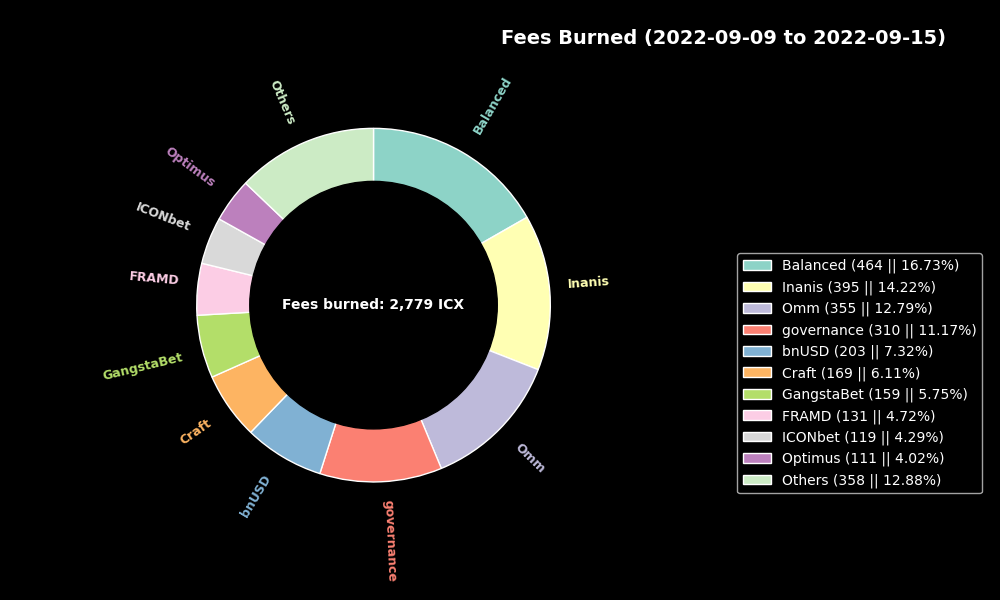 Fees Burned (2022-09-09 to 2022-09-15)
Others
Balanced
Optimus
ICONbet
FRAMD
Inanis
Fees burned: 2,779 ICX
GangstaBet
Craft
Omm
bnUSD
governance
Balanced (464 || 16.73%)
Inanis (395 || 14.22%)
Omm (355 || 12.79%)
governance (310 || 11.17%)
bnUSD (203 || 7.32%)
Craft (169 || 6.11%)
GangstaBet (159 || 5.75%)
FRAMD (131 || 4.72%)
ICONbet (119 || 4.29%)
Optimus (111 || 4.02%)
Others (358 || 12.88%)